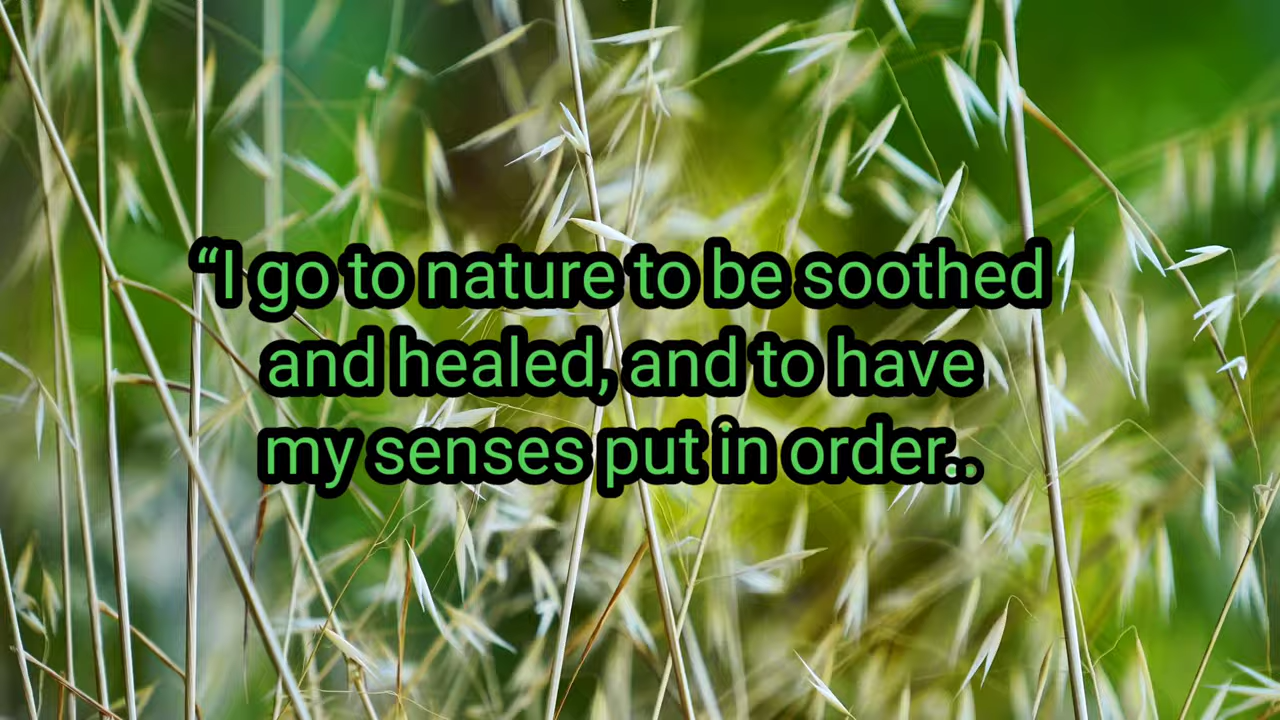 “I go to nature to be soothed
and healed, and to have
my senses put in order..